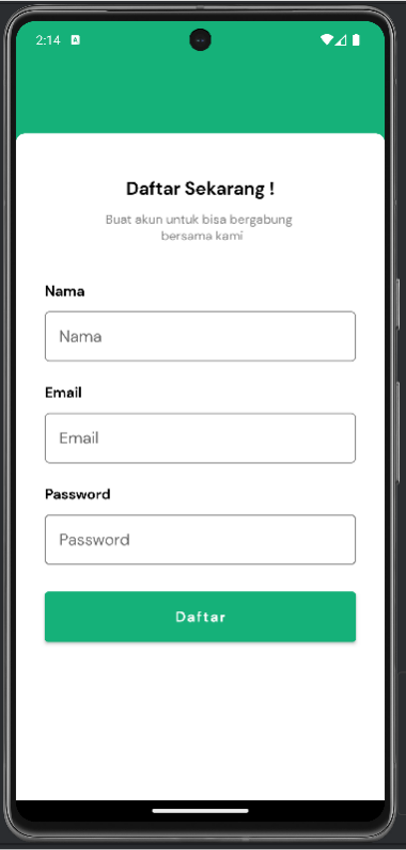 2:14 A
Daftar Sekarang !
Buat akun untuk bisa bergabung
bersama kami
Nama
Nama
Email
Email
Password
Password
Daftar